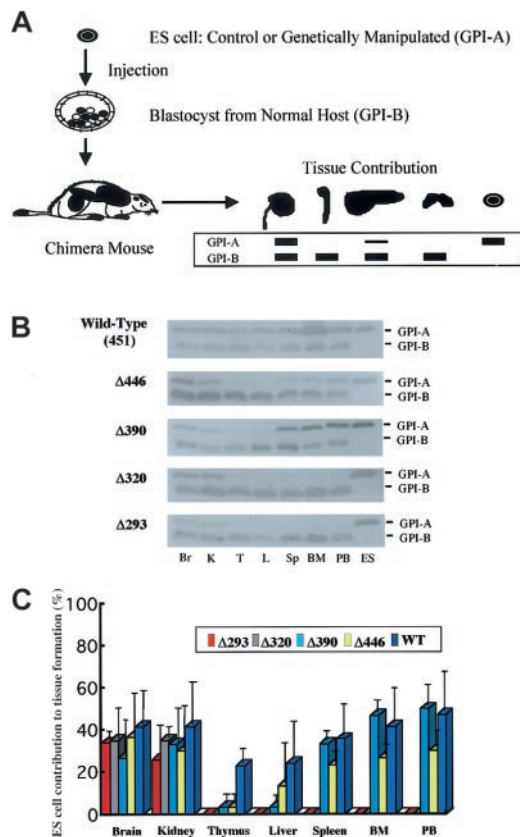 A
ES cell: Control or Genetically Manipulated (GPI-A)
Injection
Blastocyst from Normal Host (GPI-B)
Tissue Contribution
Chimera Mouse
GPI-A
GPI-B
B
Wild-Type
(451)
GPI-A
GPI-B
Δ446
GPI-A
GPI-B
Δ390
GPI-A
GPI-B
Δ320
GPI-A
GPI-B
Δ293
GPI-A
GPI-B
Br K T L Sp BM PB ES
C
ES cell contribution to tissue formation (%)
Δ293 Δ320 Δ390 Δ446 WT
100
80
60
40
20
0
Brain Kidney Thymus Liver Spleen BM PB